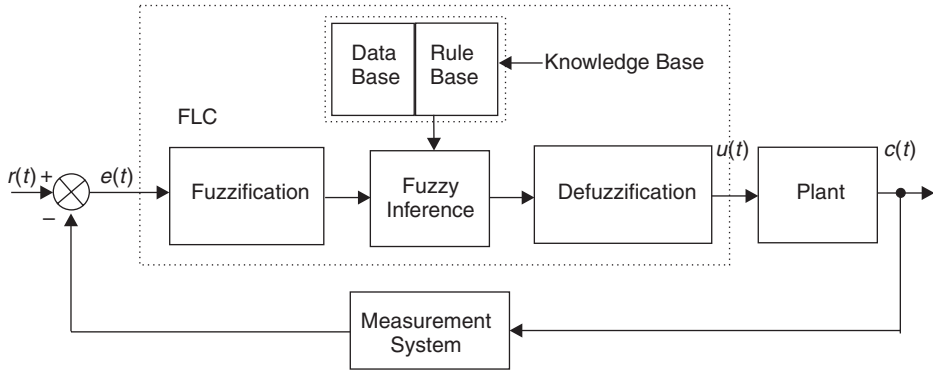 Data Base
Rule Base
Knowledge Base
FLC
r(t) +
−
e(t)
Fuzzification
Fuzzy
Inference
Defuzzification
u(t)
Plant
c(t)
Measurement
System